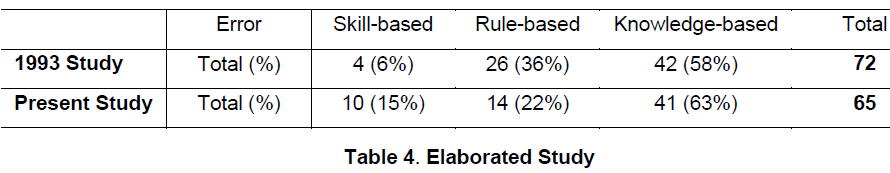 Error Skill-based Rule-based Knowledge-based Total
1993 Study Total (%) 4 (6%) 26 (36%) 42 (58%) 72
Present Study Total (%) 10 (15%) 14 (22%) 41 (63%) 65
Table 4. Elaborated Study